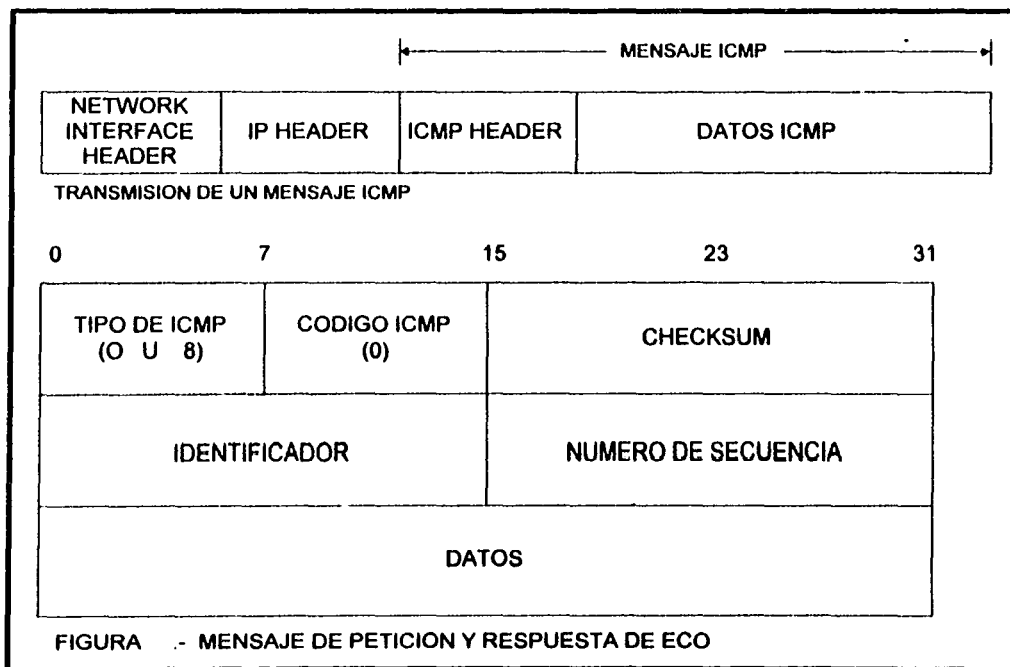 MENSAJE ICMP
NETWORK
INTERFACE
HEADER
IP HEADER
ICMP HEADER
DATOS ICMP
TRANSMISION DE UN MENSAJE ICMP
0 7 15 23 31
TIPO DE ICMP
(O U 8)
CODIGO ICMP
(0)
CHECKSUM
IDENTIFICADOR
NUMERO DE SECUENCIA
DATOS
FIGURA .- MENSAJE DE PETICION Y RESPUESTA DE ECO